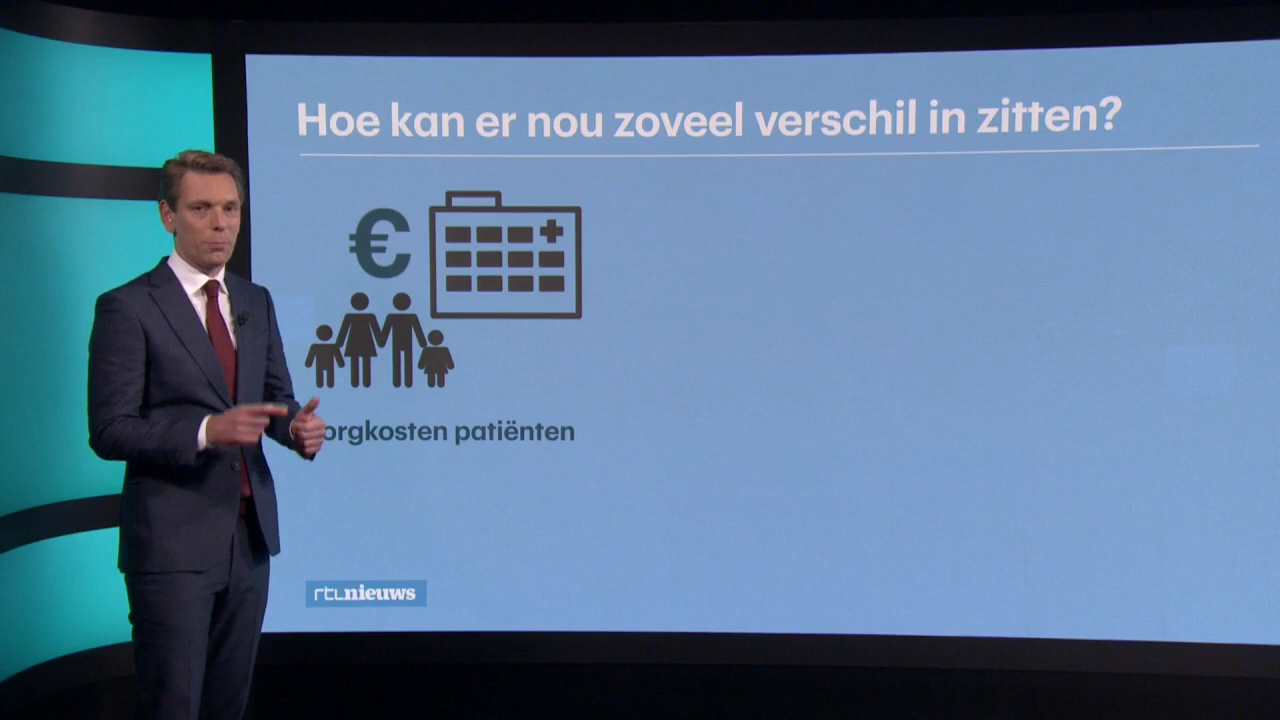 Hoe kan er nou zoveel verschil in zitten?
€
orgkosten patiënten
rtlnieuws